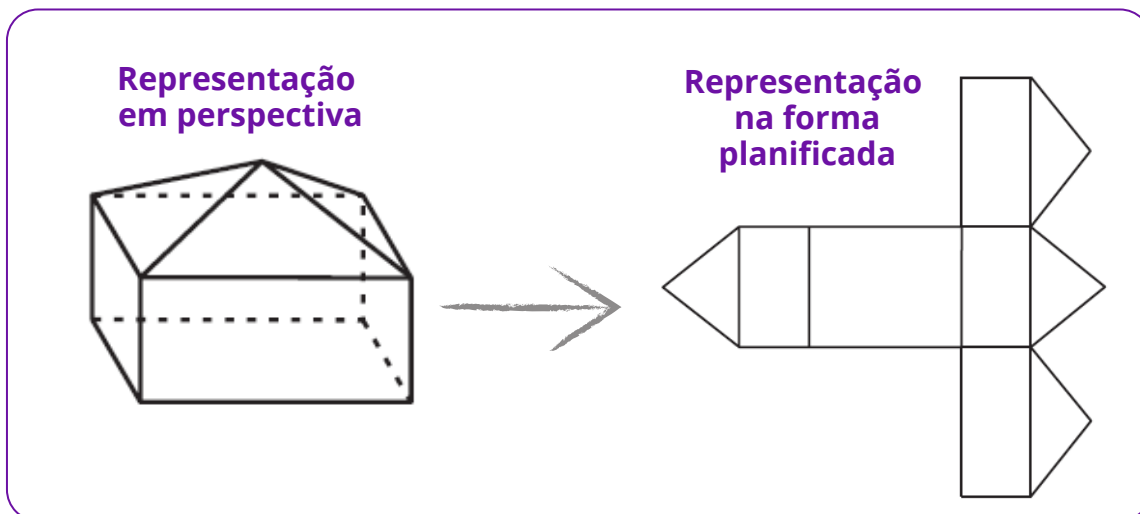 Representação
em perspectiva
Representação
na forma
planificada